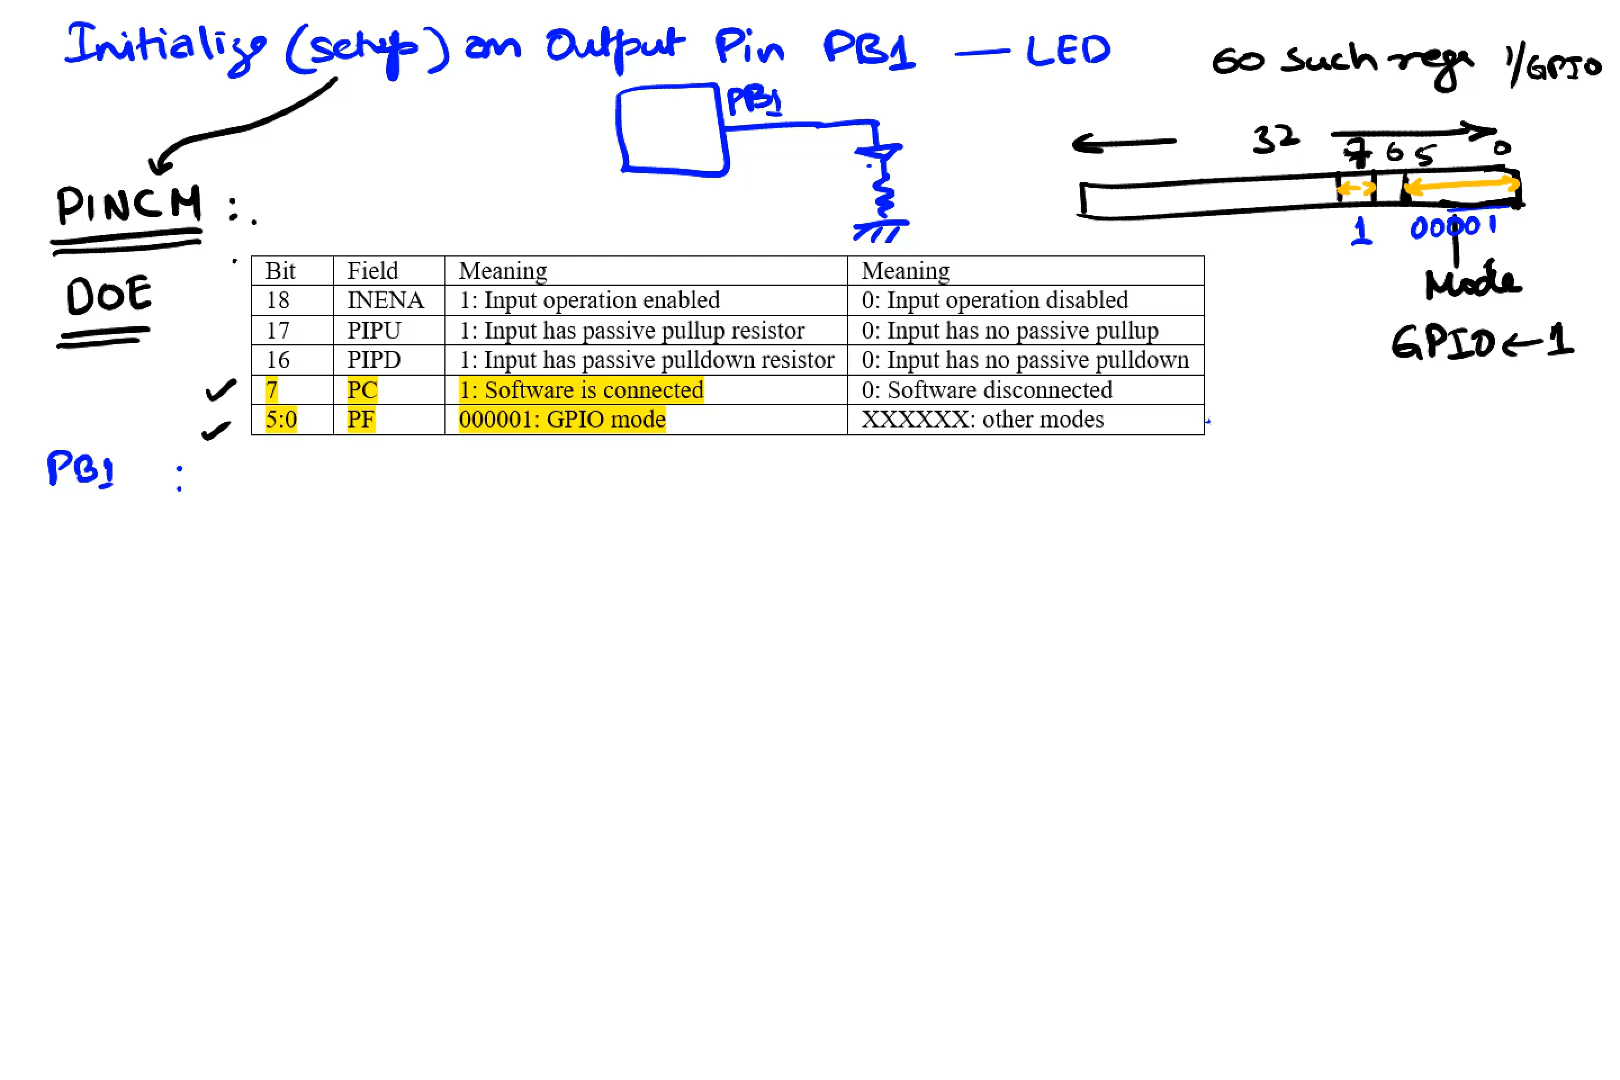 Initialize (setup) an Output Pin PB1 — LED
60 such regs 1/GPIO
PB1
32
7 6 5 0
PINCM :
1 00001
Mode
GPIO ← 1
DOE
Bit Field Meaning Meaning
18 INENA 1: Input operation enabled 0: Input operation disabled
17 PIPU 1: Input has passive pullup resistor 0: Input has no passive pullup
16 PIPD 1: Input has passive pulldown resistor 0: Input has no passive pulldown
7 PC 1: Software is connected 0: Software disconnected
5:0 PF 000001: GPIO mode XXXXXX: other modes
PB1 :